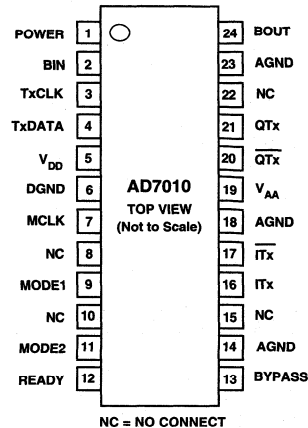 POWER 1 24 BOUT
BIN 2 23 AGND
TxCLK 3 22 NC
TxDATA 4 21 QTx
VDD 5 20 Q̅T̅x̅
DGND 6 19 VAA
MCLK 7 18 AGND
NC 8 17 I̅T̅x̅
MODE1 9 16 ITx
NC 10 15 NC
MODE2 11 14 AGND
READY 12 13 BYPASS
AD7010
TOP VIEW
(Not to Scale)
NC = NO CONNECT